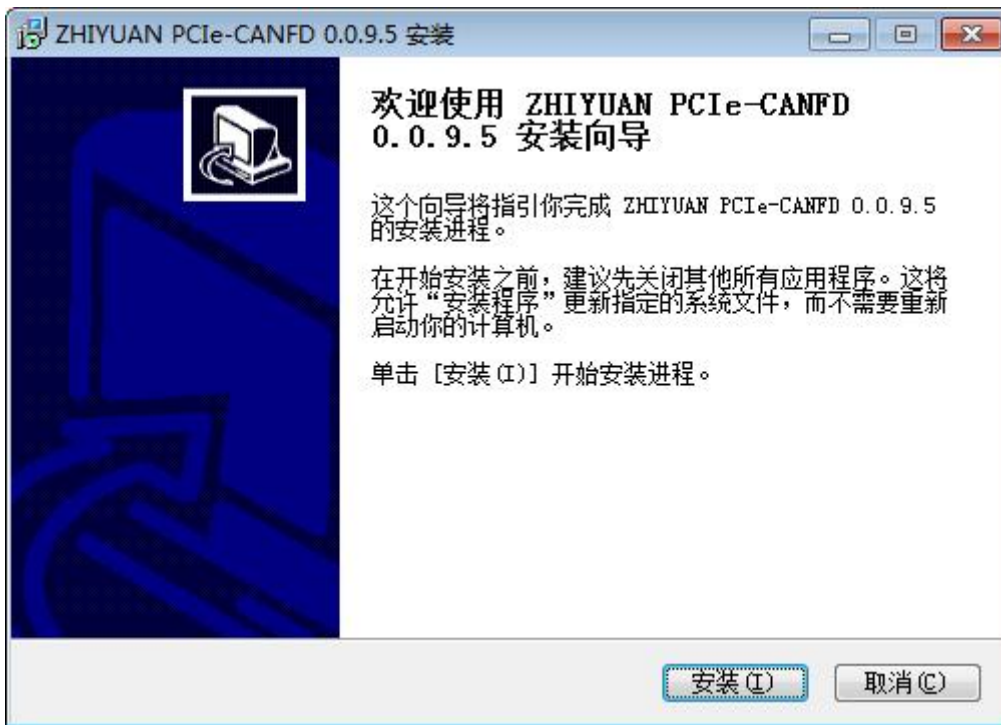 ZHIYUAN PCIe-CANFD 0.0.9.5 安装
欢迎使用 ZHIYUAN PCIe-CANFD
0.0.9.5 安装向导
这个向导将指引你完成 ZHIYUAN PCIe-CANFD 0.0.9.5
的安装进程。
在开始安装之前，建议先关闭其他所有应用程序。这将
允许“安装程序”更新指定的系统文件，而不需要重新
启动你的计算机。
单击 [安装(I)] 开始安装进程。
安装(I)
取消(C)